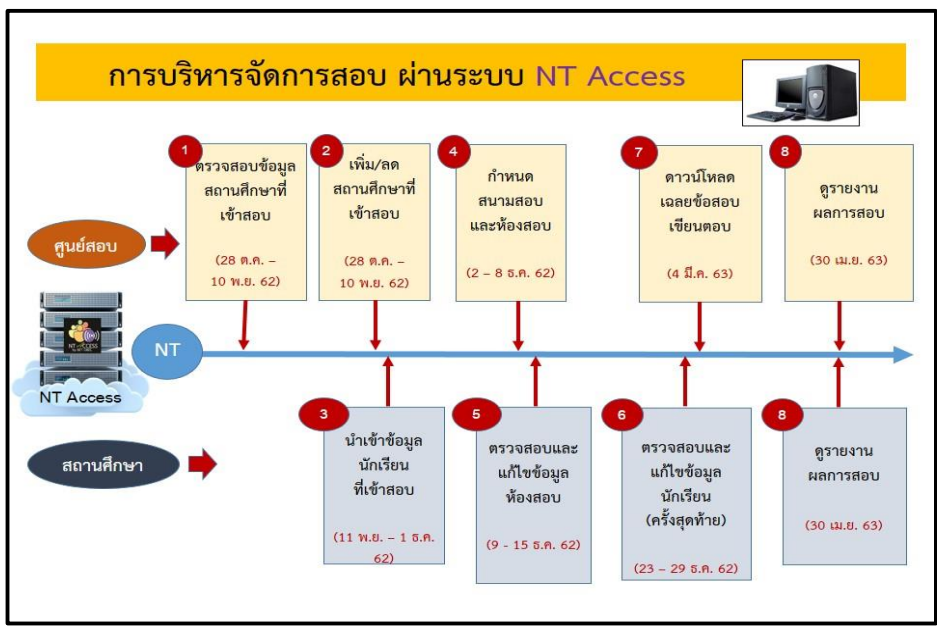 การบริหารจัดการสอบ ผ่านระบบ NT Access
1
ตรวจสอบข้อมูล
สถานศึกษาที่
เข้าสอบ
(28 ต.ค. –
10 พ.ย. 62)
2
เพิ่ม/ลด
สถานศึกษาที่
เข้าสอบ
(28 ต.ค. –
10 พ.ย. 62)
4
กำหนด
สนามสอบ
และห้องสอบ
(2 – 8 ธ.ค. 62)
7
ดาวน์โหลด
เฉลยข้อสอบ
เขียนตอบ
(4 มี.ค. 63)
8
ดูรายงาน
ผลการสอบ
(30 เม.ย. 63)
ศูนย์สอบ
NT
NT Access
สถานศึกษา
3
นำเข้าข้อมูล
นักเรียน
ที่เข้าสอบ
(11 พ.ย. – 1 ธ.ค.
62)
5
ตรวจสอบและ
แก้ไขข้อมูล
ห้องสอบ
(9 - 15 ธ.ค. 62)
6
ตรวจสอบและ
แก้ไขข้อมูล
นักเรียน
(ครั้งสุดท้าย)
(23 – 29 ธ.ค. 62)
8
ดูรายงาน
ผลการสอบ
(30 เม.ย. 63)